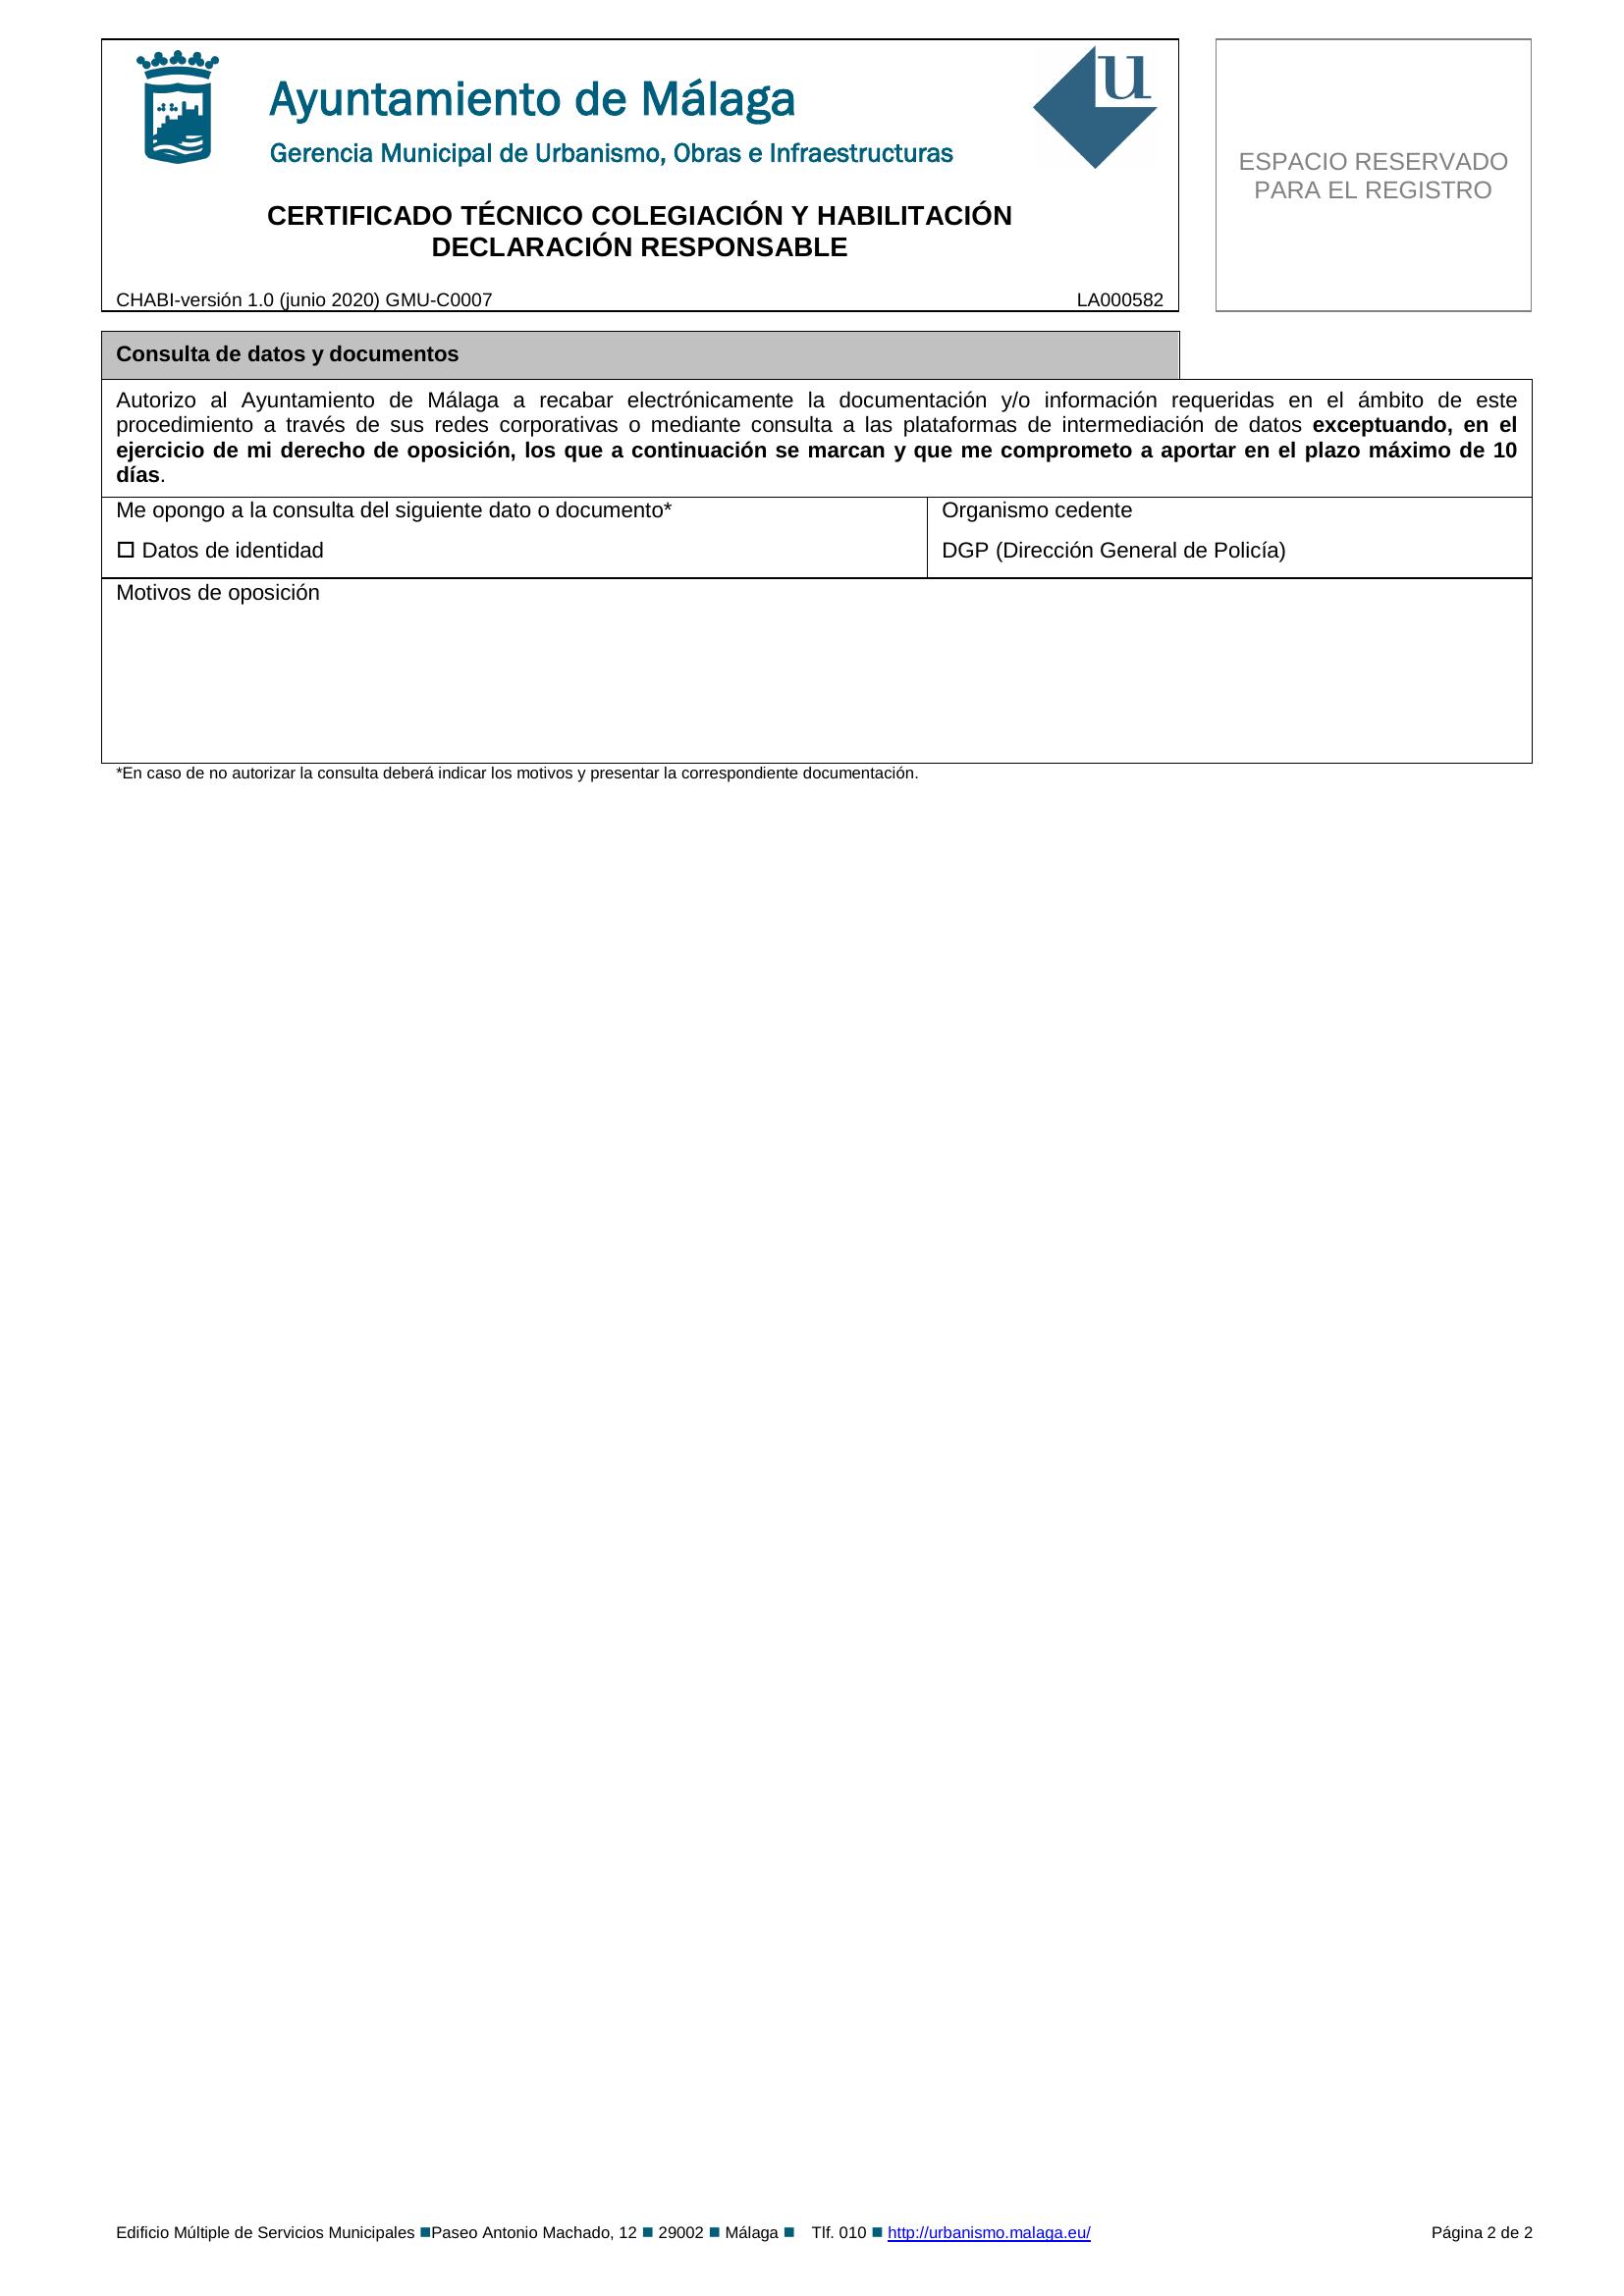 Ayuntamiento de Málaga
u
Gerencia Municipal de Urbanismo, Obras e Infraestructuras
CERTIFICADO TÉCNICO COLEGIACIÓN Y HABILITACIÓN
DECLARACIÓN RESPONSABLE
CHABI-versión 1.0 (junio 2020) GMU-C0007 LA000582
ESPACIO RESERVADO
PARA EL REGISTRO
Consulta de datos y documentos
Autorizo al Ayuntamiento de Málaga a recabar electrónicamente la documentación y/o información requeridas en el ámbito de este
procedimiento a través de sus redes corporativas o mediante consulta a las plataformas de intermediación de datos exceptuando, en el
ejercicio de mi derecho de oposición, los que a continuación se marcan y que me comprometo a aportar en el plazo máximo de 10
días.
Me opongo a la consulta del siguiente dato o documento*
☐ Datos de identidad
Organismo cedente
DGP (Dirección General de Policía)
Motivos de oposición
*En caso de no autorizar la consulta deberá indicar los motivos y presentar la correspondiente documentación.
Edificio Múltiple de Servicios Municipales ■Paseo Antonio Machado, 12 ■ 29002 ■ Málaga ■ Tlf. 010 ■ http://urbanismo.malaga.eu/ Página 2 de 2